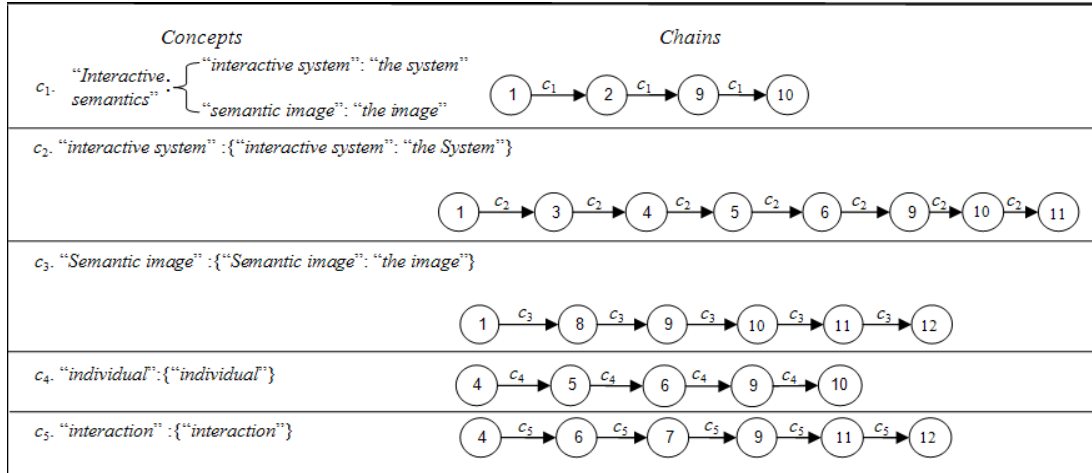 Concepts Chains
c1. “Interactive semantics” : “interactive system”: “the system”
“semantic image”: “the image”
1 c1 2 c1 9 c1 10
c2. “interactive system” :{“interactive system”: “the System”}
1 c2 3 c2 4 c2 5 c2 6 c2 9 c2 10 c2 11
c3. “Semantic image” :{“Semantic image”: “the image”}
1 c3 8 c3 9 c3 10 c3 11 c3 12
c4. “individual”:{“individual”}
4 c4 5 c4 6 c4 9 c4 10
c5. “interaction” :{“interaction”}
4 c5 6 c5 7 c5 9 c5 11 c5 12